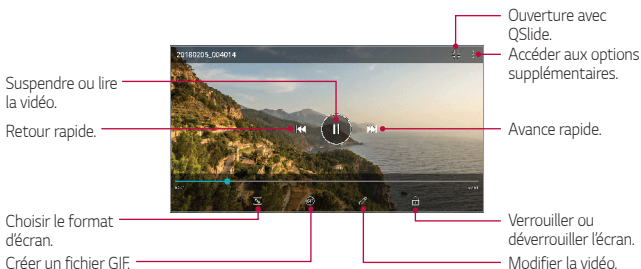 Ouverture avec
QSlide.
Accéder aux options
supplémentaires.
20180205_004014
Suspendre ou lire
la vidéo.
Retour rapide.
Avance rapide.
GIF
Choisir le format
d'écran.
Créer un fichier GIF.
Verrouiller ou
déverrouiller l'écran.
Modifier la vidéo.